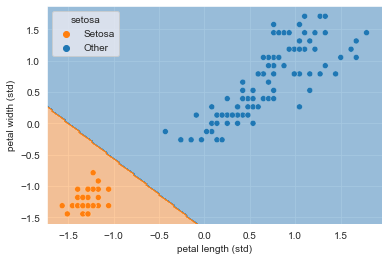 setosa
Setosa
Other
petal width (std)
1.5
1.0
0.5
0.0
−0.5
−1.0
−1.5
−1.5 −1.0 −0.5 0.0 0.5 1.0 1.5
petal length (std)